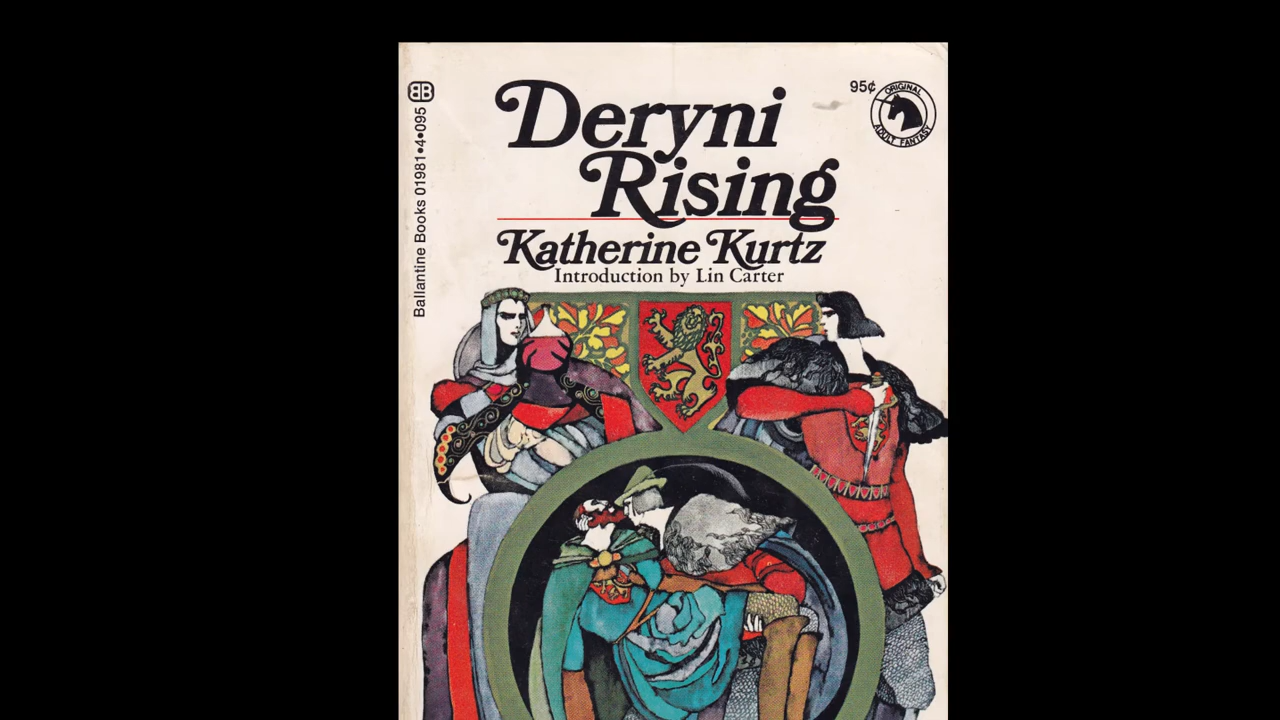 Deryni
Rising
Katherine Kurtz
Introduction by Lin Carter
95¢
ORIGINAL
ADULT FANTASY
BB
Ballantine Books 01981•4•095